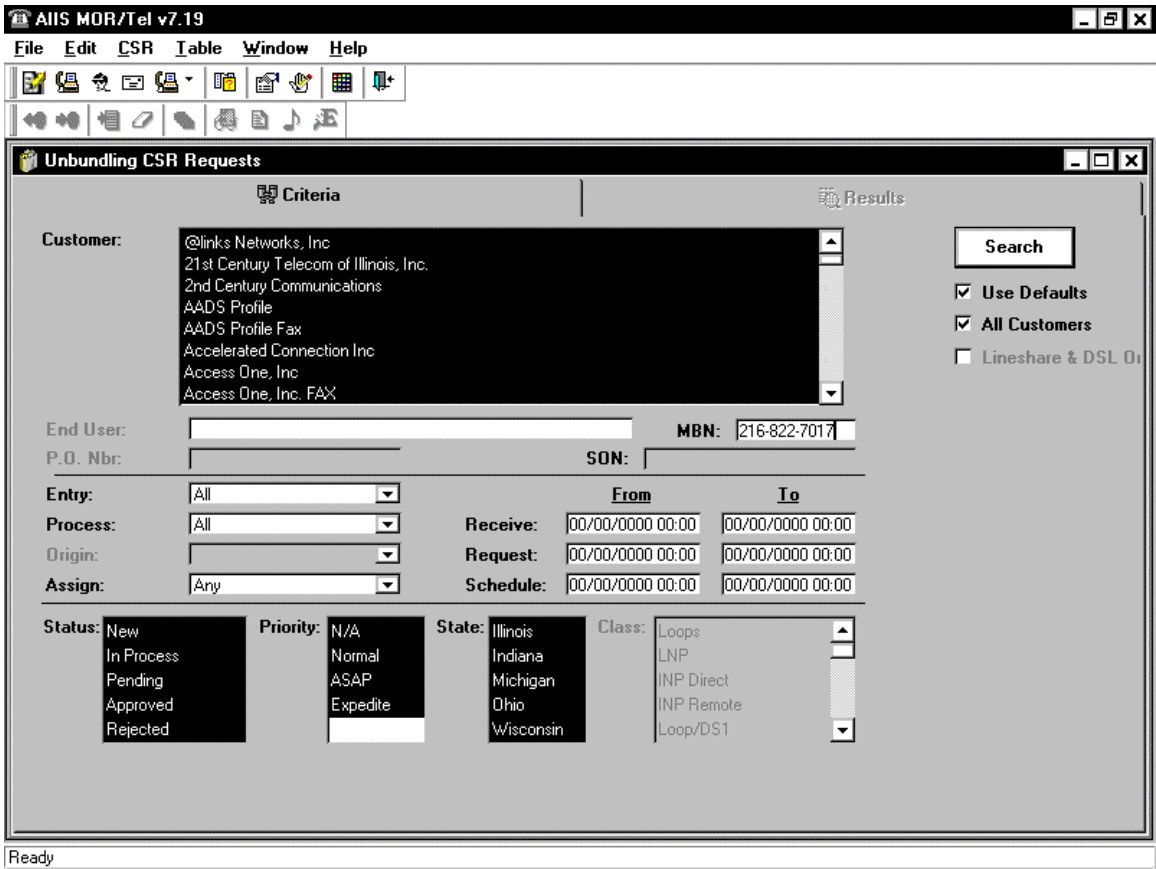 AIIS MOR/Tel v7.19
File Edit CSR Table Window Help
Unbundling CSR Requests
Criteria Results
Customer: @links Networks, Inc
21st Century Telecom of Illinois, Inc.
2nd Century Communications
AADS Profile
AADS Profile Fax
Accelerated Connection Inc
Access One, Inc
Access One, Inc. FAX
Search
Use Defaults
All Customers
Lineshare & DSL
End User: MBN: 216-822-7017
P.O. Nbr: SON:
Entry: All From To
Process: All Receive: 00/00/0000 00:00 00/00/0000 00:00
Origin: Request: 00/00/0000 00:00 00/00/0000 00:00
Assign: Any Schedule: 00/00/0000 00:00 00/00/0000 00:00
Status: New Priority: N/A State: Illinois Class: Loops
In Process Normal Indiana LNP
Pending ASAP Michigan INP Direct
Approved Expedite Ohio INP Remote
Rejected Wisconsin Loop/DS1
Ready